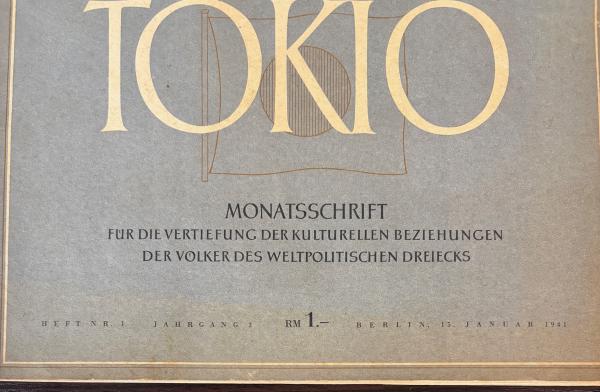 TOKIO
MONATSSCHRIFT
FÜR DIE VERTIEFUNG DER KULTURELLEN BEZIEHUNGEN
DER VÖLKER DES WELTPOLITISCHEN DREIECKS
HEFT NR. 1 JAHRGANG 3 RM 1.– BERLIN, 15. JANUAR 1941